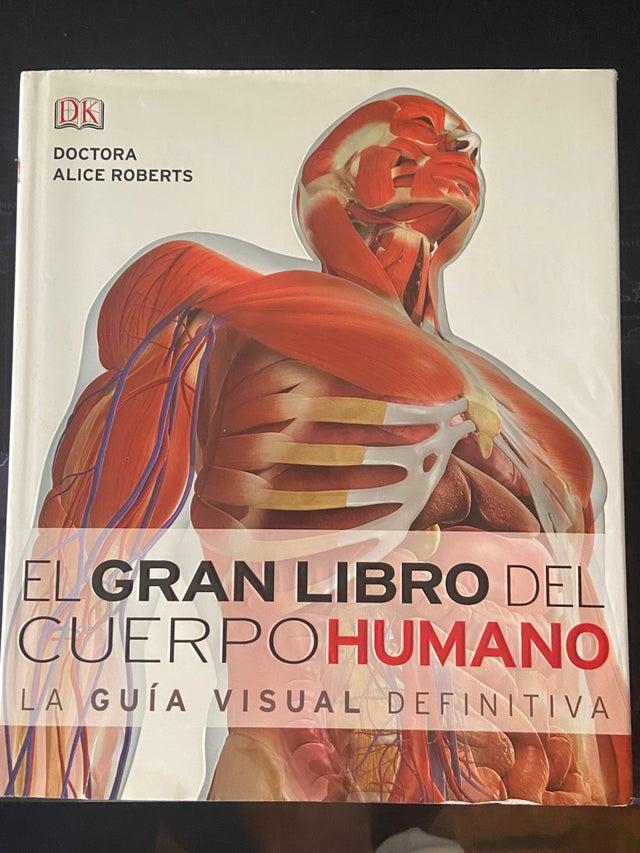 DK
DOCTORA
ALICE ROBERTS
EL GRAN LIBRO DEL
CUERPO HUMANO
LA GUÍA VISUAL DEFINITIVA